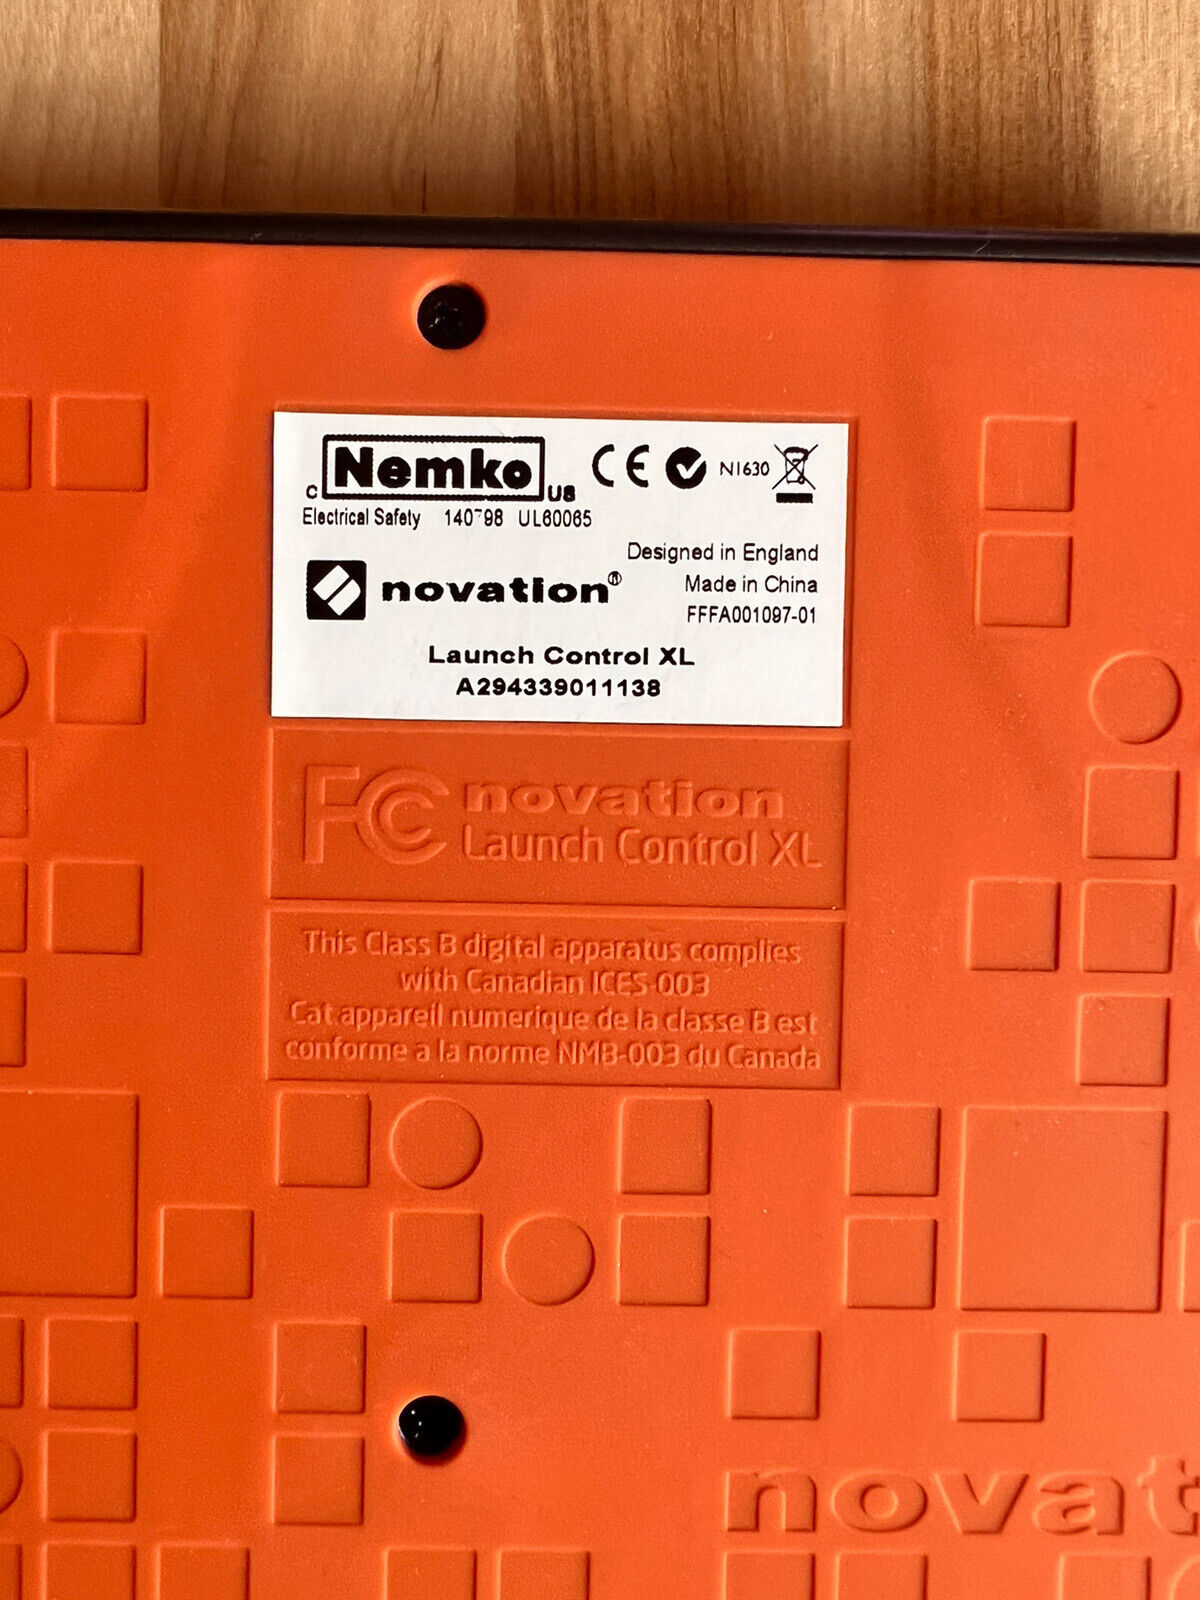 Nemko
c us
N1630
Electrical Safety 140798 UL60065
Designed in England
novation®
Made in China
FFFA001097-01
Launch Control XL
A294339011138
FC novation
Launch Control XL
This Class B digital apparatus complies
with Canadian ICES-003
Cet appareil numerique de la classe B est
conforme a la norme NMB-003 du Canada
novat